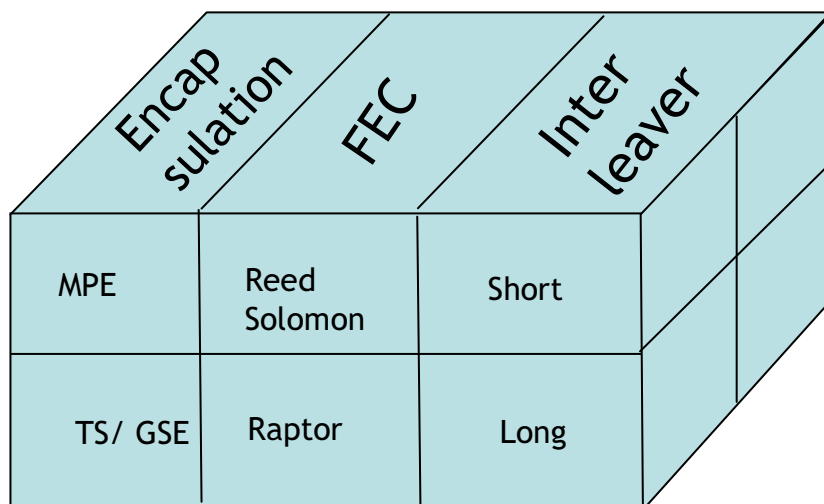 Encap
sulation
FEC
Inter
leaver
MPE
Reed
Solomon
Short
TS/ GSE
Raptor
Long